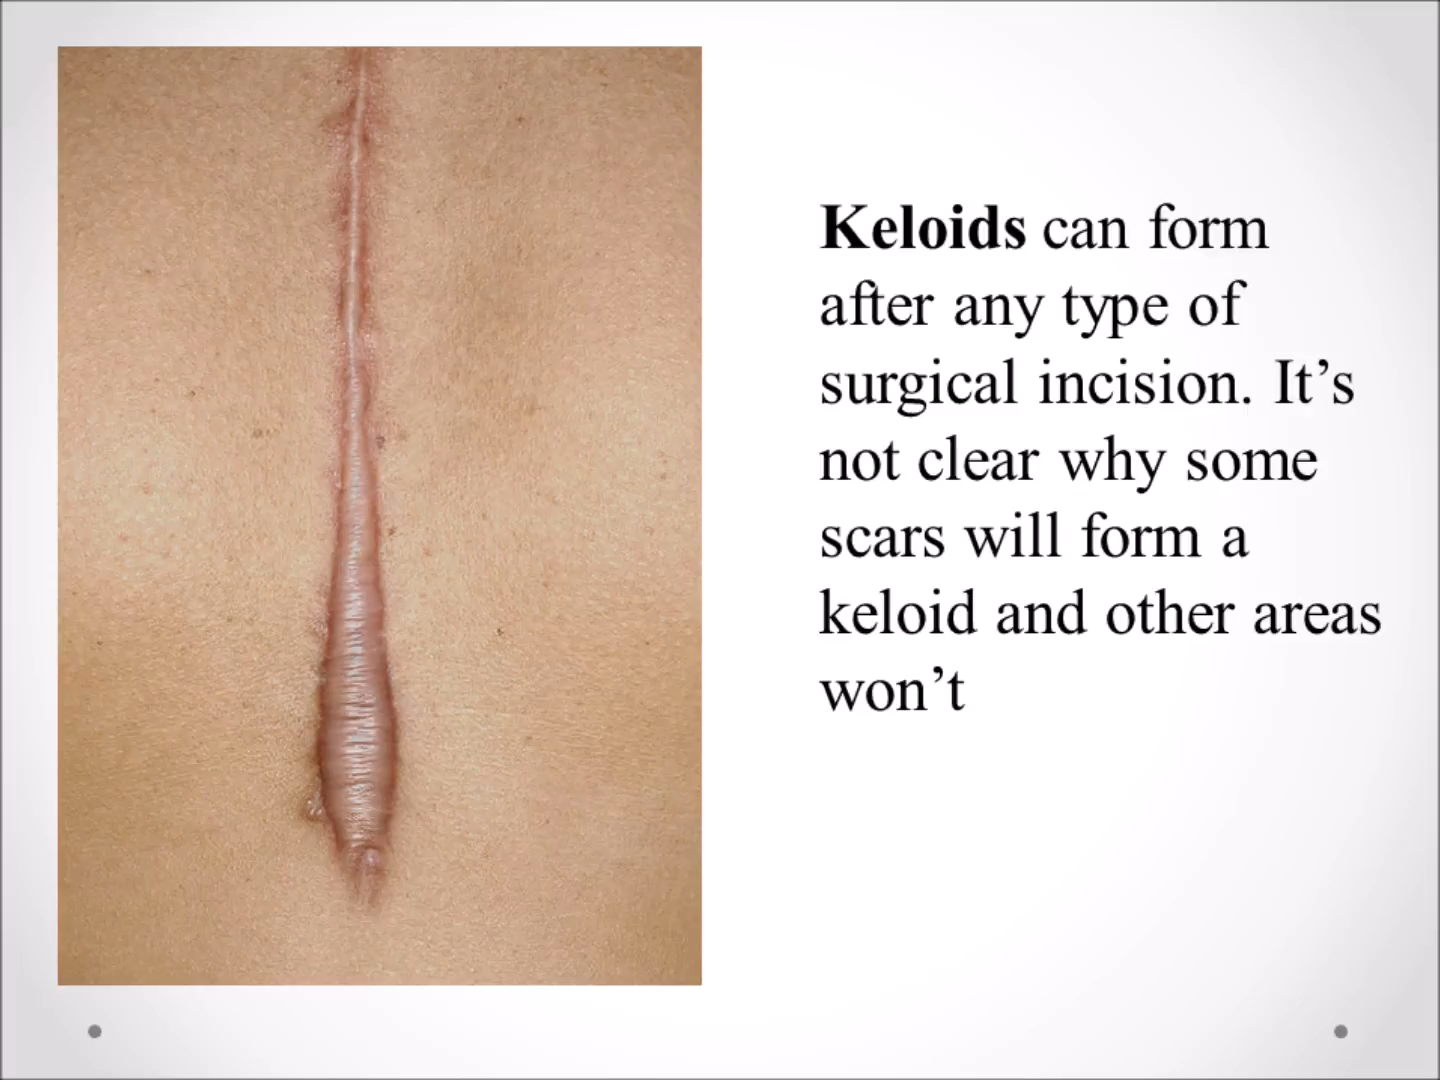 Keloids can form
after any type of
surgical incision. It’s
not clear why some
scars will form a
keloid and other areas
won’t